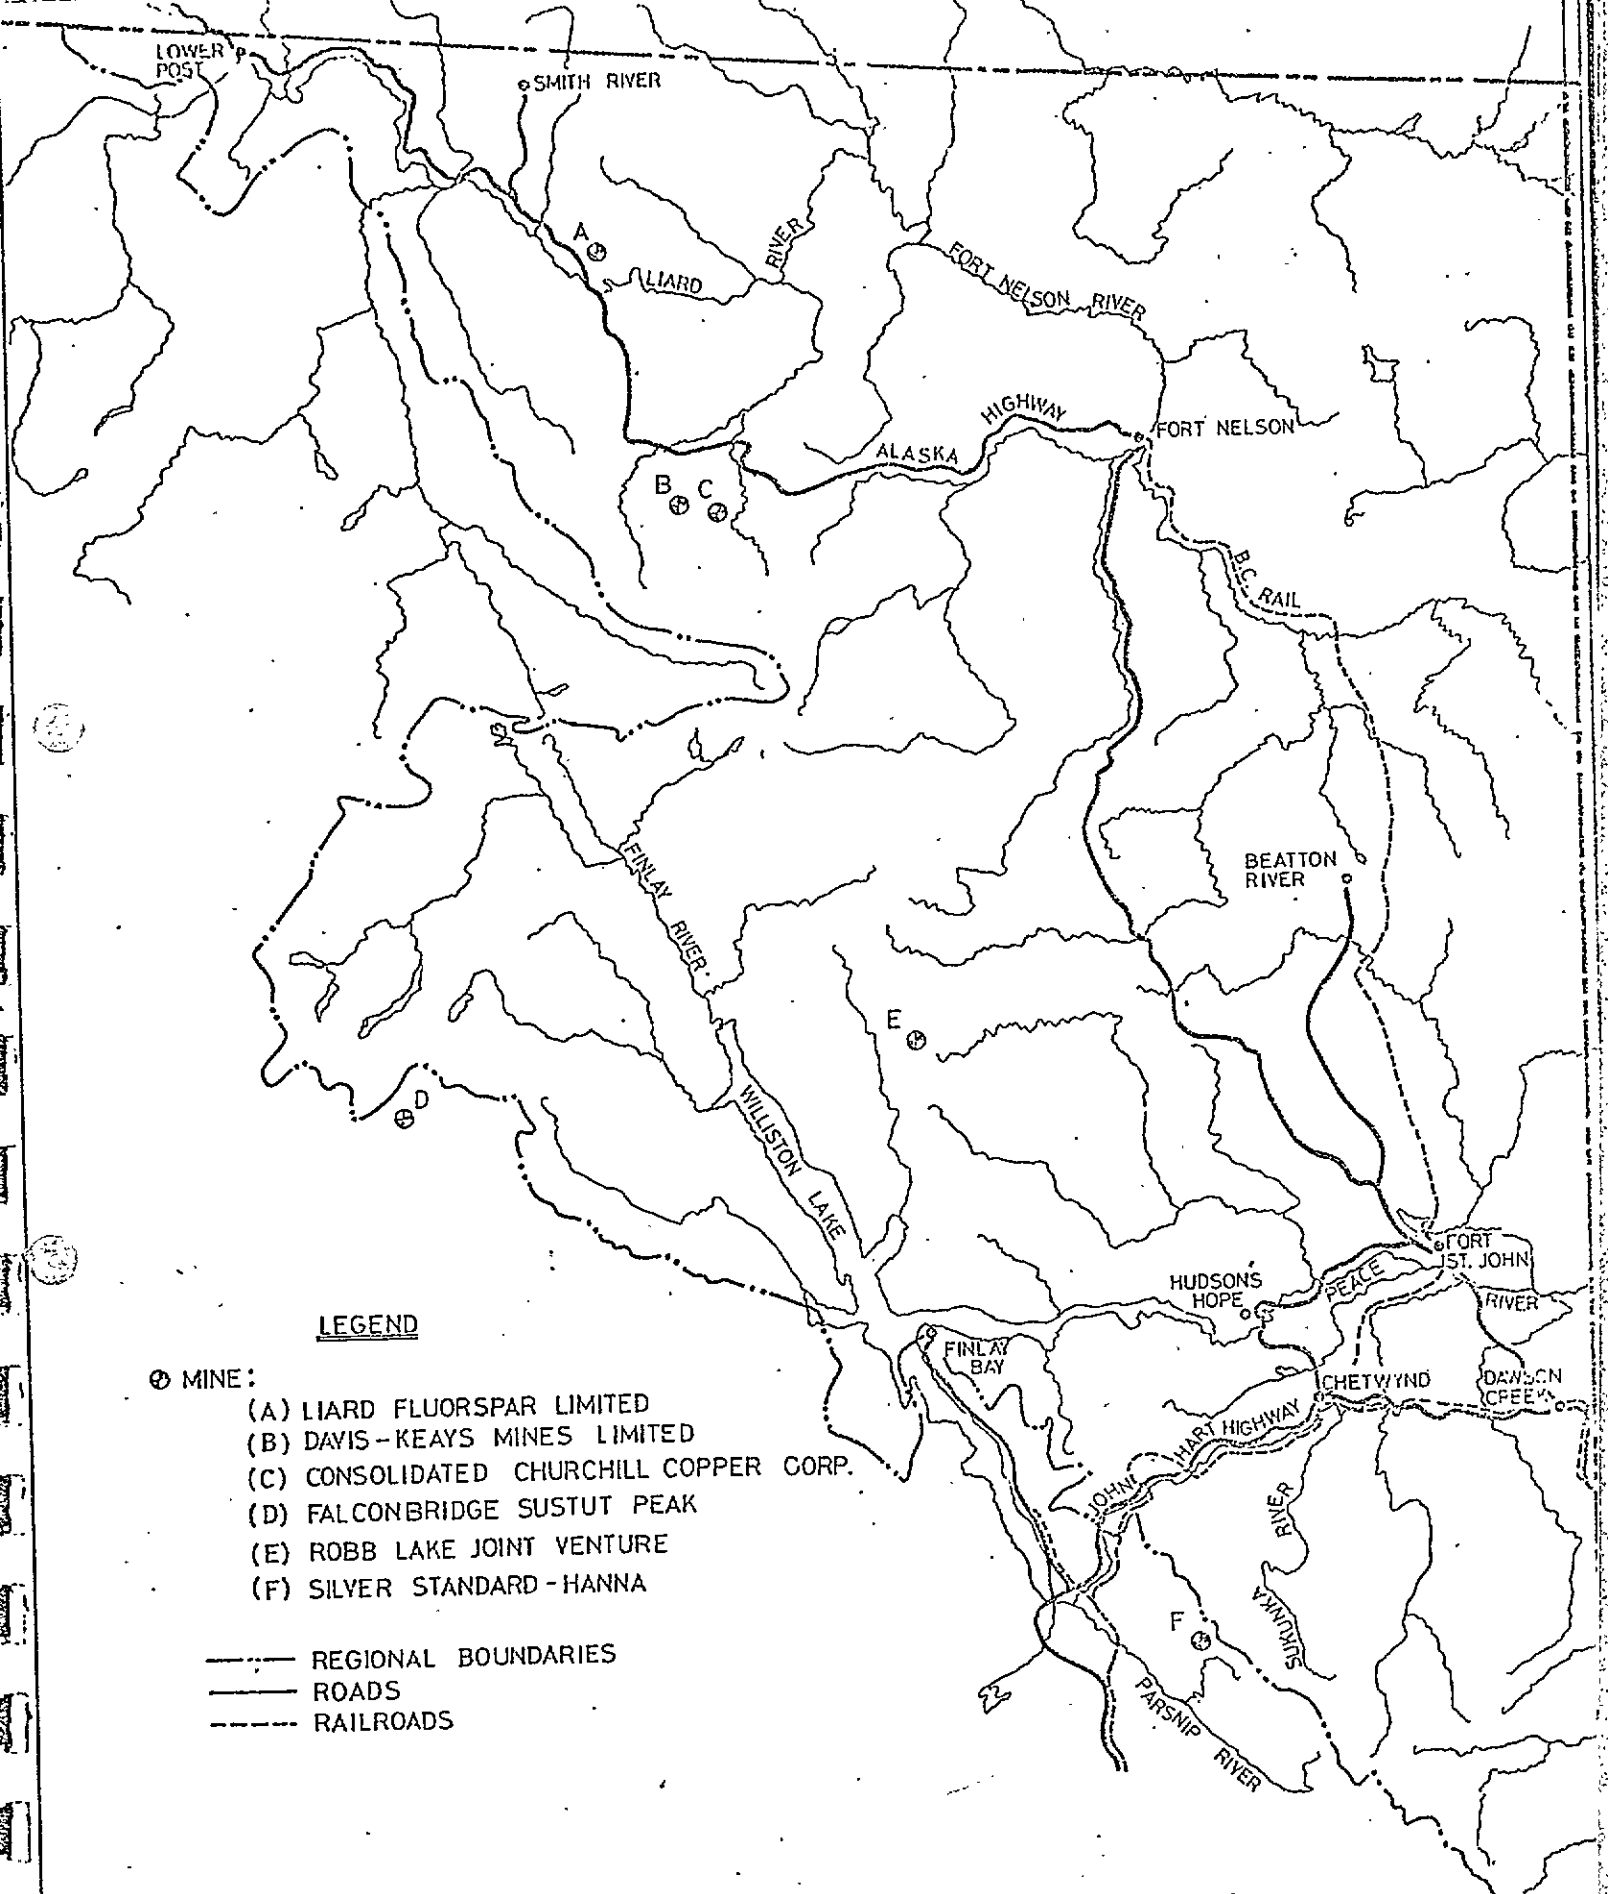 LOWER
POST
SMITH RIVER
A
LIARD
RIVER
FORT NELSON RIVER
ALASKA
HIGHWAY
FORT NELSON
B
C
B.C. RAIL
BEATTON
RIVER
FINLAY
RIVER
E
D
WILLISTON
LAKE
FORT
ST. JOHN
HUDSON'S
HOPE
PEACE
RIVER
FINLAY
BAY
CHETWYND
DAWSON
CREEK
JOHN
HART HIGHWAY
SUKUNKA
RIVER
F
PARSNIP
RIVER
LEGEND
MINE:
(A) LIARD FLUORSPAR LIMITED
(B) DAVIS-KEAYS MINES LIMITED
(C) CONSOLIDATED CHURCHILL COPPER CORP.
(D) FALCONBRIDGE SUSTUT PEAK
(E) ROBB LAKE JOINT VENTURE
(F) SILVER STANDARD-HANNA
REGIONAL BOUNDARIES
ROADS
RAILROADS